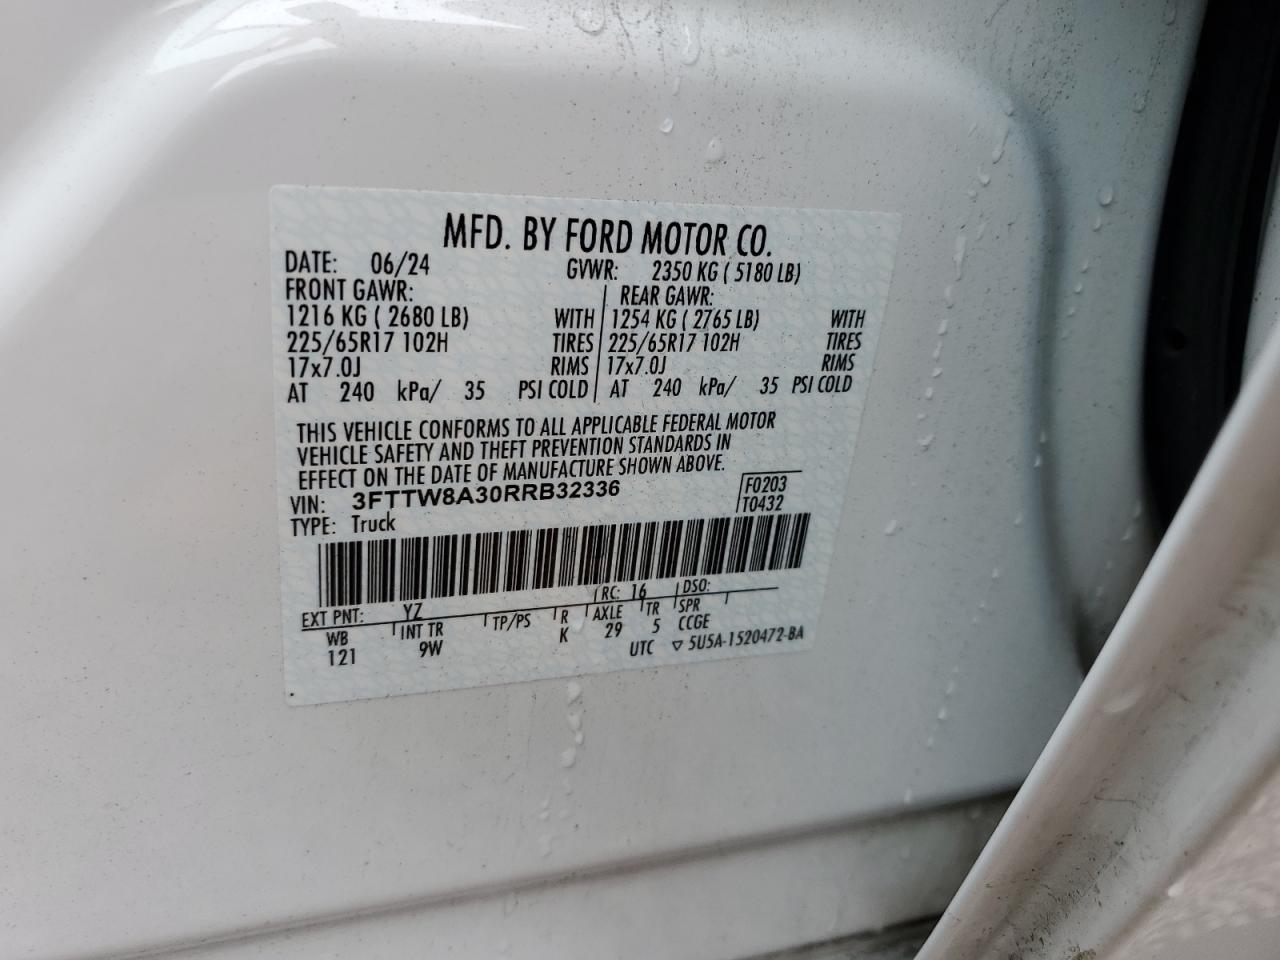 MFD. BY FORD MOTOR CO.
DATE: 06/24 GVWR: 2350 KG ( 5180 LB)
FRONT GAWR: REAR GAWR:
1216 KG ( 2680 LB) WITH 1254 KG ( 2765 LB) WITH
225/65R17 102H TIRES 225/65R17 102H TIRES
17x7.0J RIMS 17x7.0J RIMS
AT 240 kPa/ 35 PSI COLD AT 240 kPa/ 35 PSI COLD
THIS VEHICLE CONFORMS TO ALL APPLICABLE FEDERAL MOTOR
VEHICLE SAFETY AND THEFT PREVENTION STANDARDS IN
EFFECT ON THE DATE OF MANUFACTURE SHOWN ABOVE.
VIN: 3FTTW8A30RRB32336 F0203
TYPE: Truck T0432
EXT PNT: YZ RC: 16 DSO:
WB INT TR TP/PS R AXLE TR SPR
121 9W K 29 5 CCGE
UTC ▽ 5U5A-1520472-BA